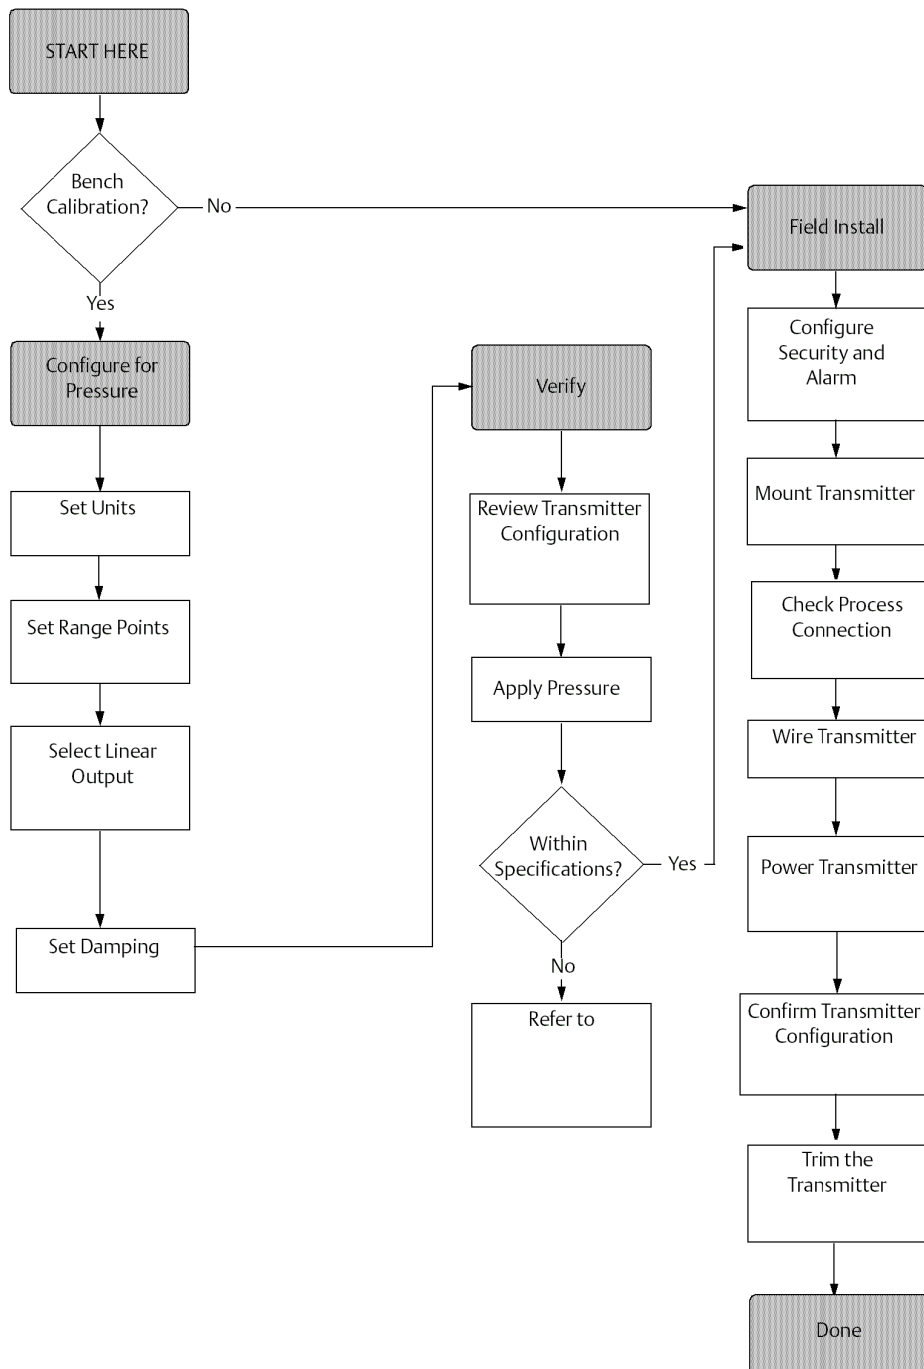 START HERE
Bench
Calibration?
No
Yes
Configure for
Pressure
Set Units
Set Range Points
Select Linear
Output
Set Damping
Verify
Review Transmitter
Configuration
Apply Pressure
Within
Specifications?
Yes
No
Refer to
Field Install
Configure
Security and
Alarm
Mount Transmitter
Check Process
Connection
Wire Transmitter
Power Transmitter
Confirm Transmitter
Configuration
Trim the
Transmitter
Done